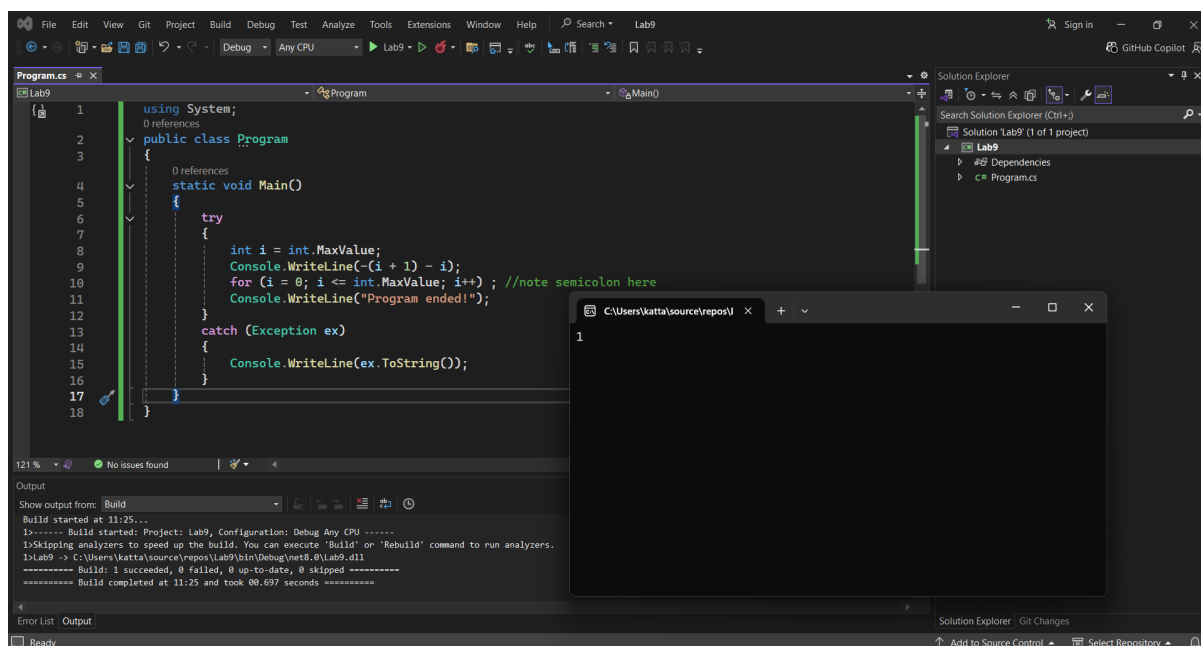 File Edit View Git Project Build Debug Test Analyze Tools Extensions Window Help Search Lab9 Sign in
Debug Any CPU Lab9 GitHub Copilot
Program.cs
Lab9 Program Main()
1 using System;
0 references
2 public class Program
3 {
0 references
4 static void Main()
5 {
6 try
7 {
8 int i = int.MaxValue;
9 Console.WriteLine(-(i + 1) - i);
10 for (i = 0; i <= int.MaxValue; i++) ; //note semicolon here
11 Console.WriteLine("Program ended!");
12 }
13 catch (Exception ex)
14 {
15 Console.WriteLine(ex.ToString());
16 }
17 }
18 }
121 % No issues found
Output
Show output from: Build
Build started at 11:25...
1>------ Build started: Project: Lab9, Configuration: Debug Any CPU ------
1>Skipping analyzers to speed up the build. You can execute 'Build' or 'Rebuild' command to run analyzers.
1>Lab9 -> C:\Users\katta\source\repos\Lab9\bin\Debug\net8.0\Lab9.dll
========== Build: 1 succeeded, 0 failed, 0 up-to-date, 0 skipped ==========
========== Build completed at 11:25 and took 00.697 seconds ==========
Error List Output
Ready
C:\Users\katta\source\repos\l
1
Solution Explorer
Search Solution Explorer (Ctrl+;)
Solution 'Lab9' (1 of 1 project)
Lab9
Dependencies
C# Program.cs
Solution Explorer Git Changes
Add to Source Control Select Repository